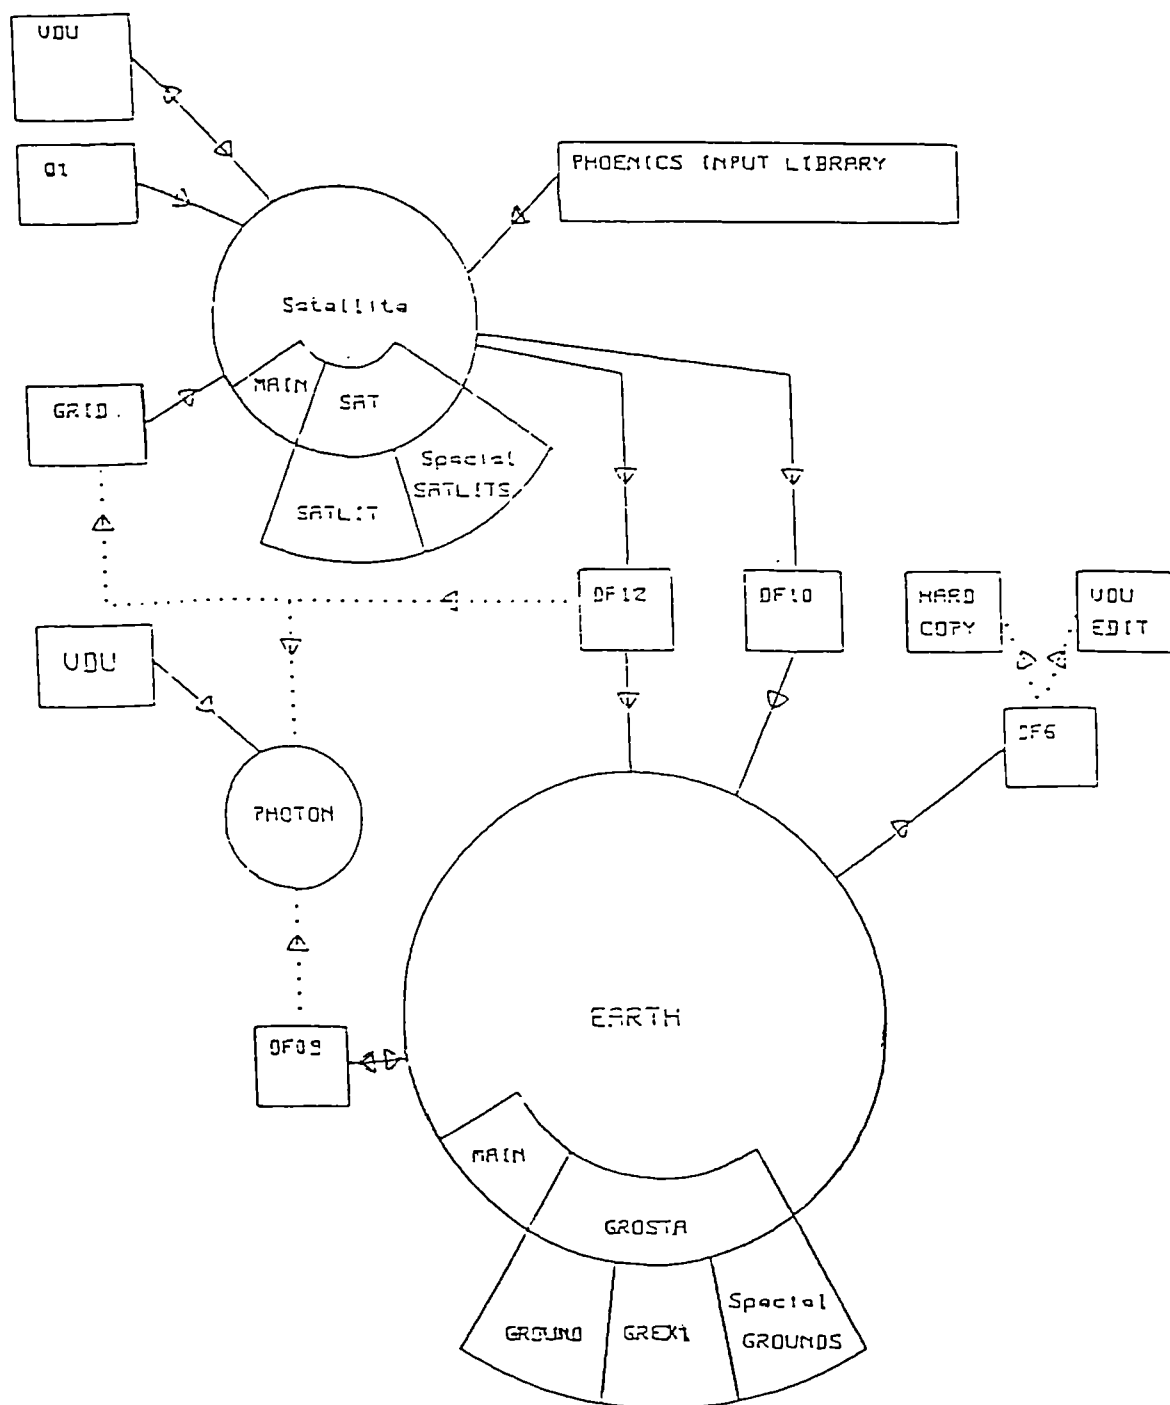 VDU
Q1
PHOENICS INPUT LIBRARY
Satellite
MAIN
SAT
GRID.
Special
SATLITS
SATLIT
DF12
DF10
HARD
COPY
VDU
EDIT
VDU
DF6
PHOTON
EARTH
DF09
MAIN
GROSTA
Special
GROUNDS
GROUND
GREX1